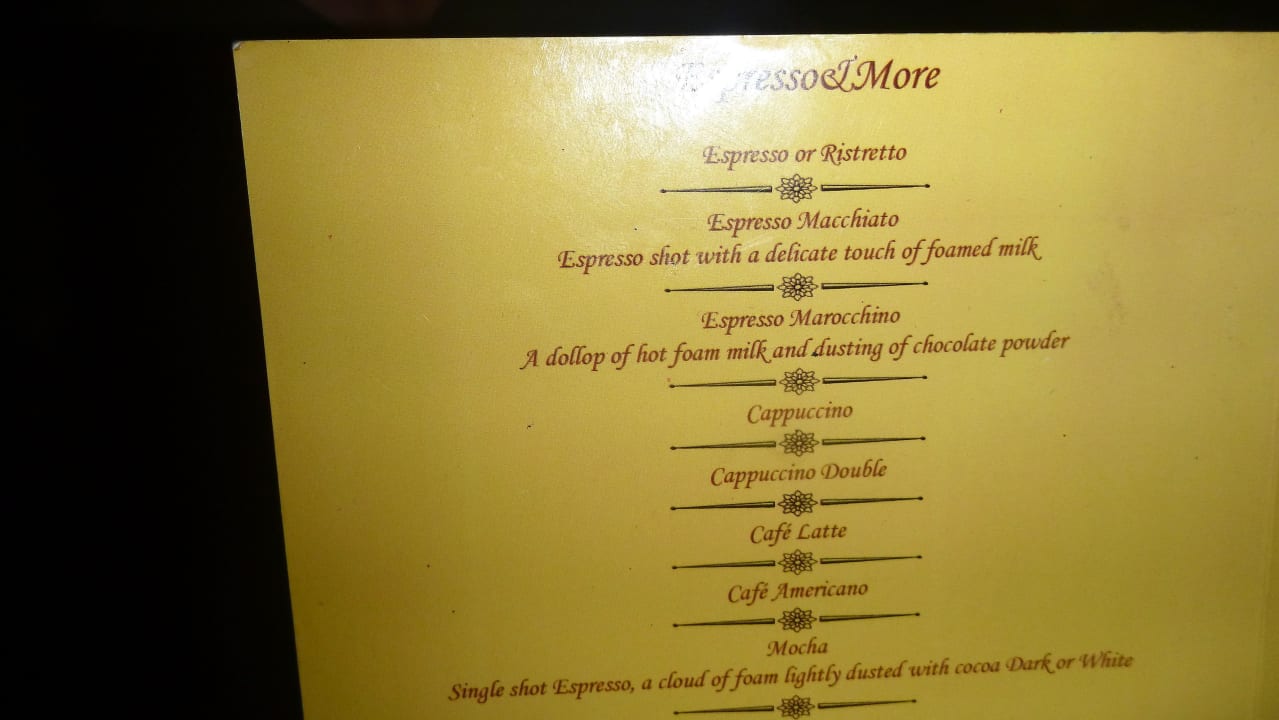 Espresso & More
Espresso or Ristretto
Espresso Macchiato
Espresso shot with a delicate touch of foamed milk
Espresso Marocchino
A dollop of hot foam milk and dusting of chocolate powder
Cappuccino
Cappuccino Double
Café Latte
Café Americano
Mocha
Single shot Espresso, a cloud of foam lightly dusted with cocoa Dark or White